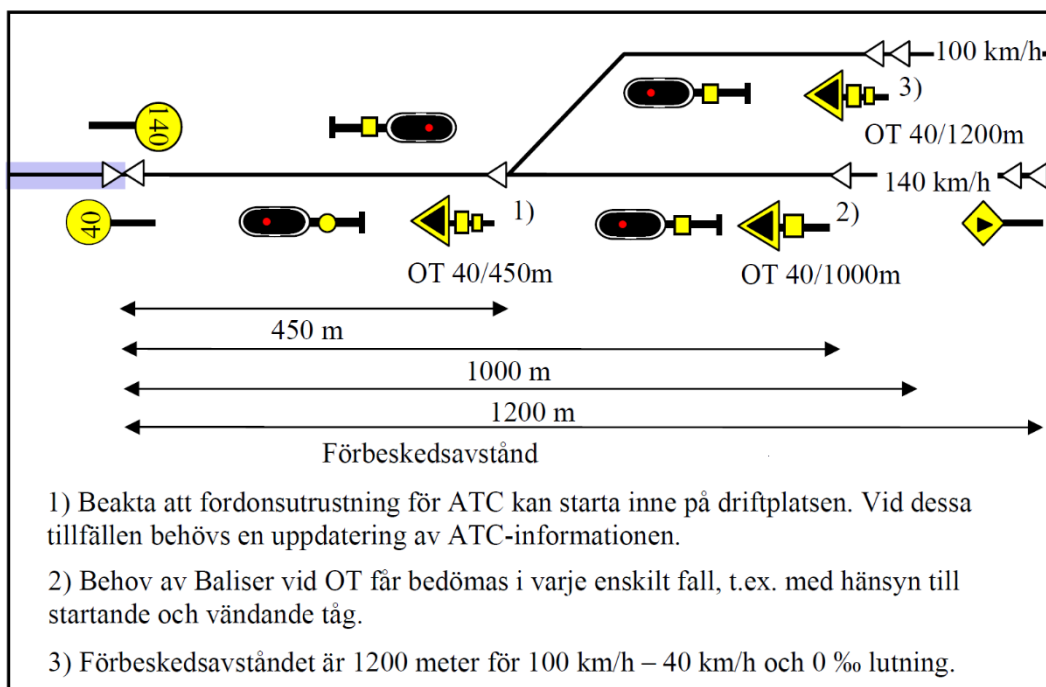 100 km/h
3)
OT 40/1200m
140
140 km/h
40
1)
2)
OT 40/450m
OT 40/1000m
450 m
1000 m
1200 m
Förbeskedsavstånd
1) Beakta att fordonsutrustning för ATC kan starta inne på driftplatsen. Vid dessa
tillfällen behövs en uppdatering av ATC-informationen.
2) Behov av Baliser vid OT får bedömas i varje enskilt fall, t.ex. med hänsyn till
startande och vändande tåg.
3) Förbeskedsavståndet är 1200 meter för 100 km/h – 40 km/h och 0 ‰ lutning.